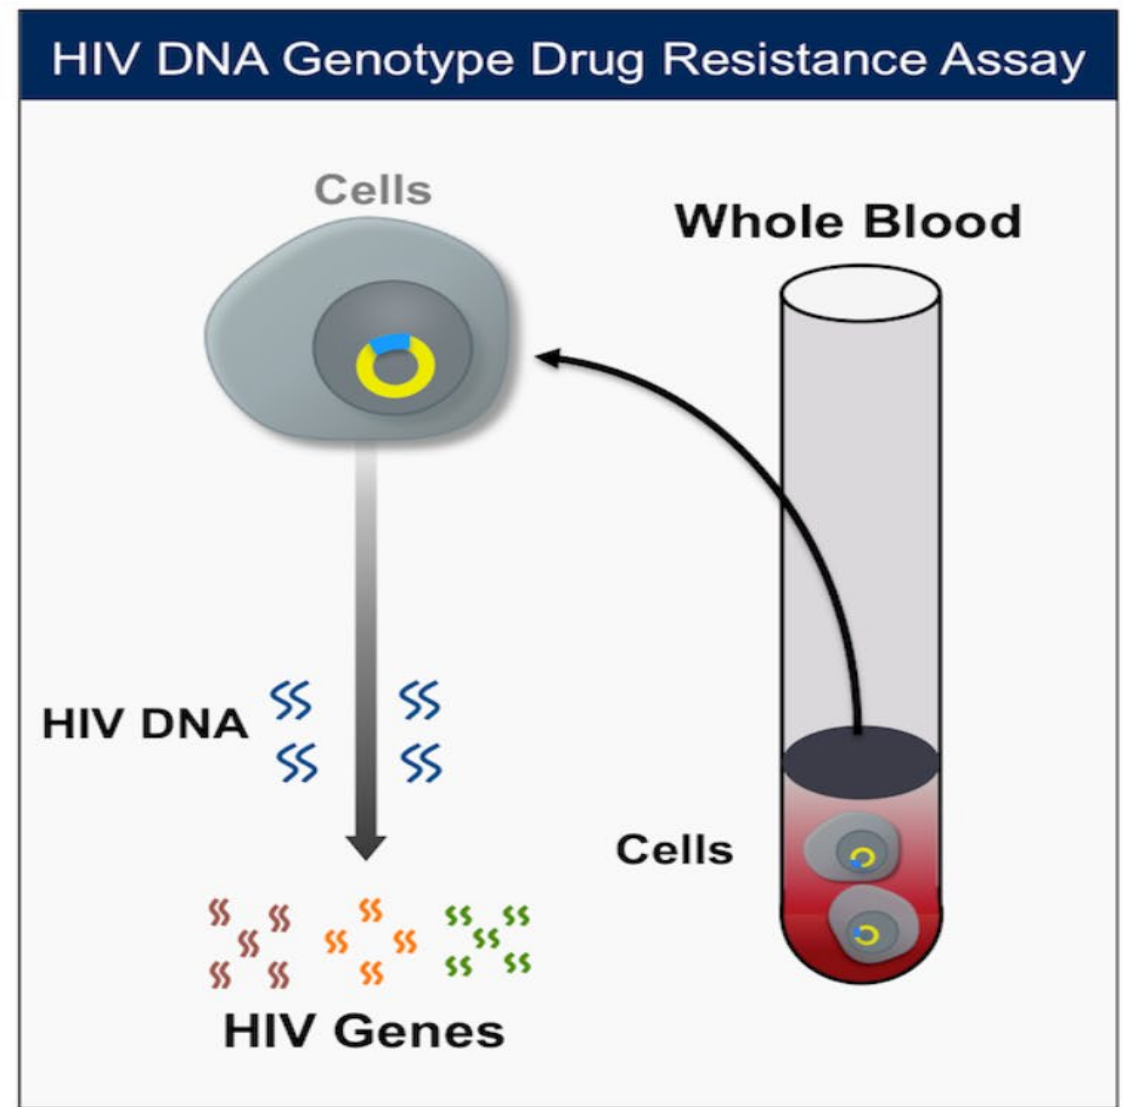 HIV DNA Genotype Drug Resistance Assay
Cells
Whole Blood
HIV DNA
Cells
HIV Genes